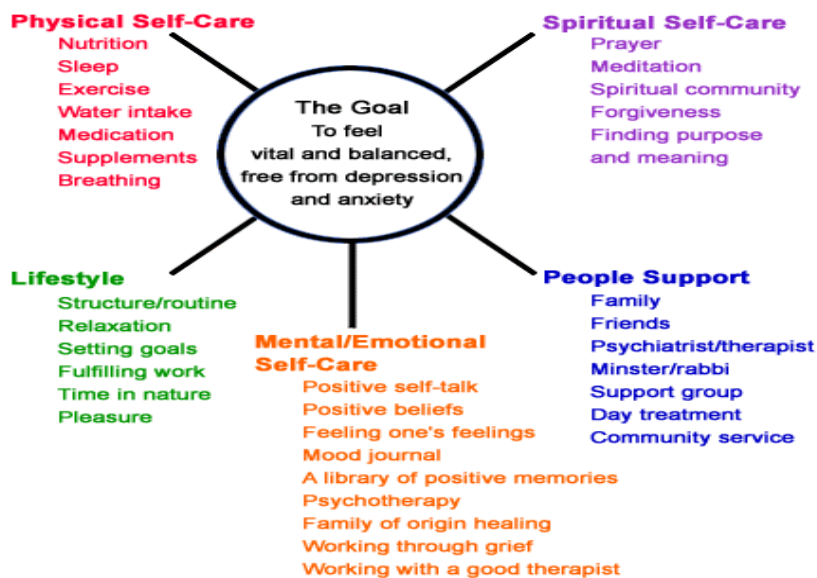 Physical Self-Care
Nutrition
Sleep
Exercise
Water intake
Medication
Supplements
Breathing
The Goal
To feel
vital and balanced,
free from depression
and anxiety
Spiritual Self-Care
Prayer
Meditation
Spiritual community
Forgiveness
Finding purpose
and meaning
Lifestyle
Structure/routine
Relaxation
Setting goals
Fulfilling work
Time in nature
Pleasure
Mental/Emotional
Self-Care
Positive self-talk
Positive beliefs
Feeling one's feelings
Mood journal
A library of positive memories
Psychotherapy
Family of origin healing
Working through grief
Working with a good therapist
People Support
Family
Friends
Psychiatrist/therapist
Minster/rabbi
Support group
Day treatment
Community service